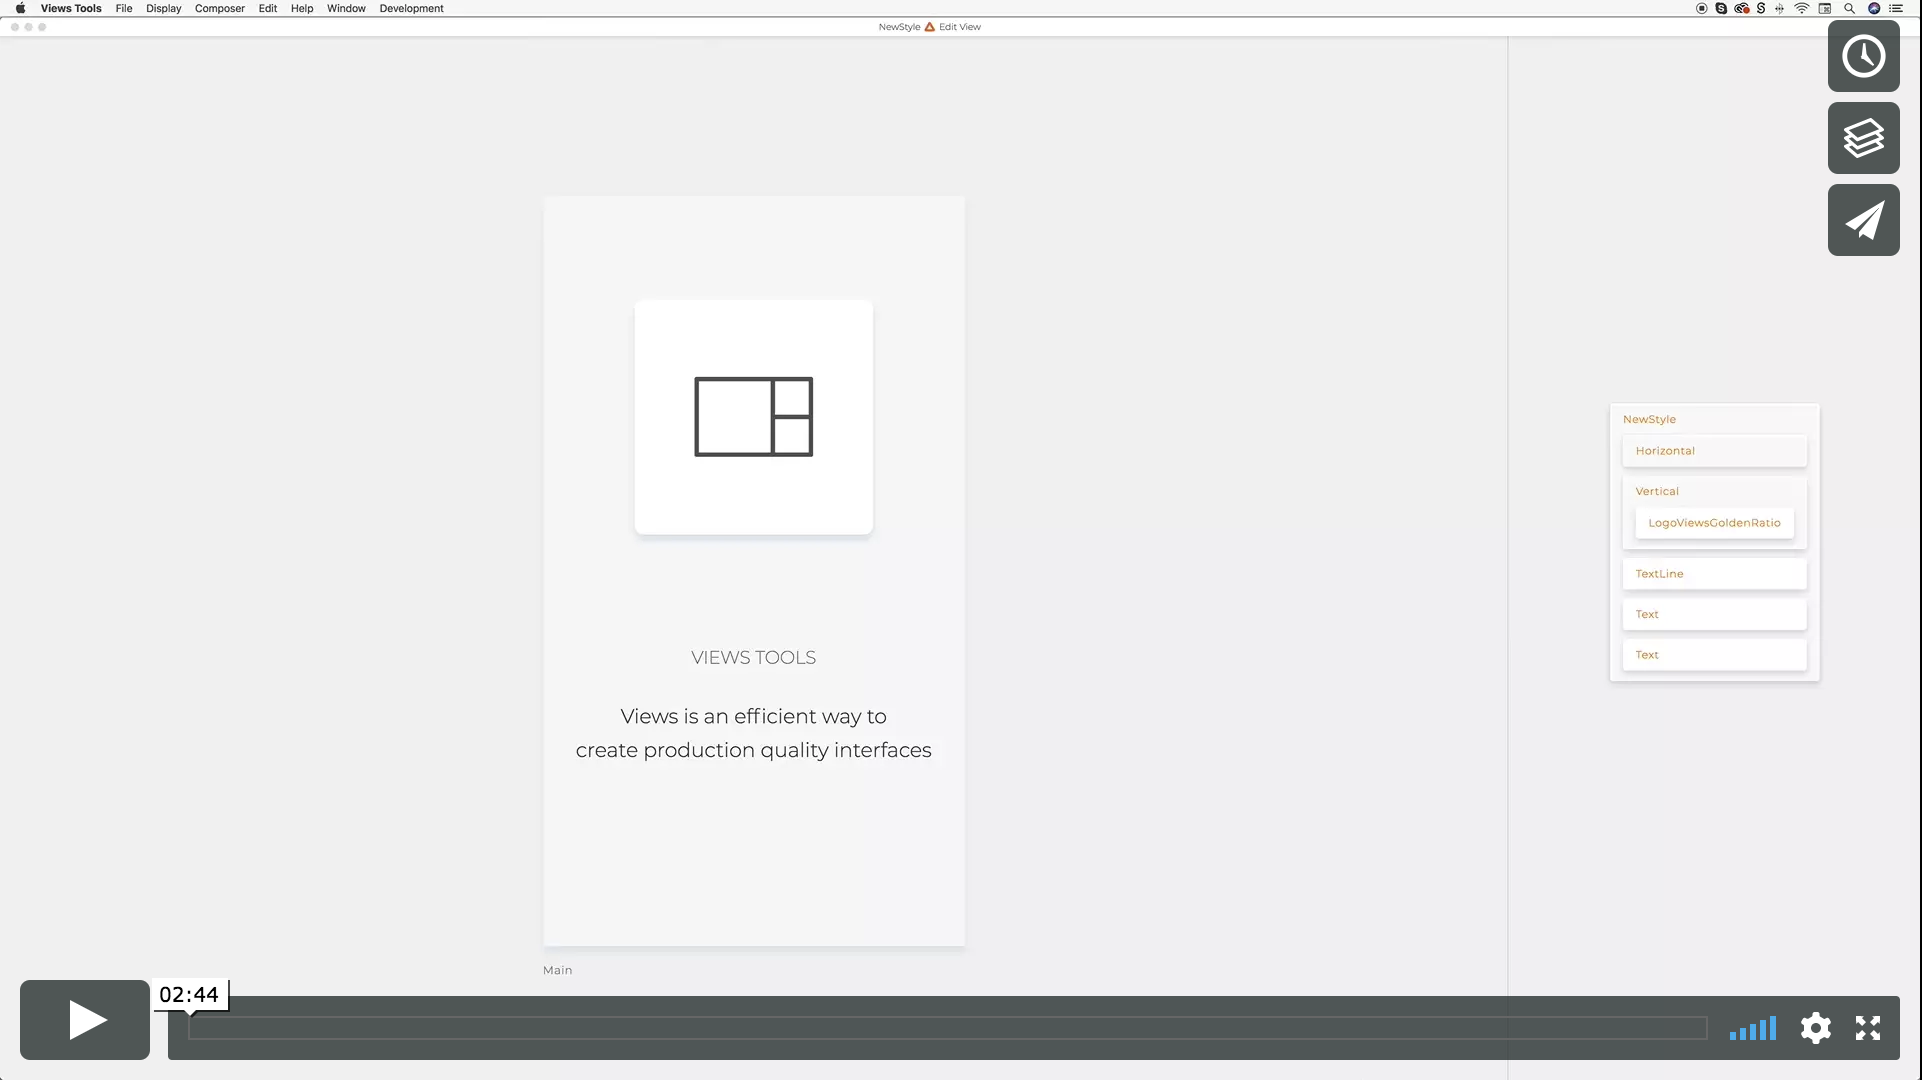 Views Tools File Display Composer Edit Help Window Development
NewStyle Edit View
NewStyle
Horizontal
Vertical
LogoViewsGoldenRatio
TextLine
Text
Text
VIEWS TOOLS
Views is an efficient way to
create production quality interfaces
Main
02:44